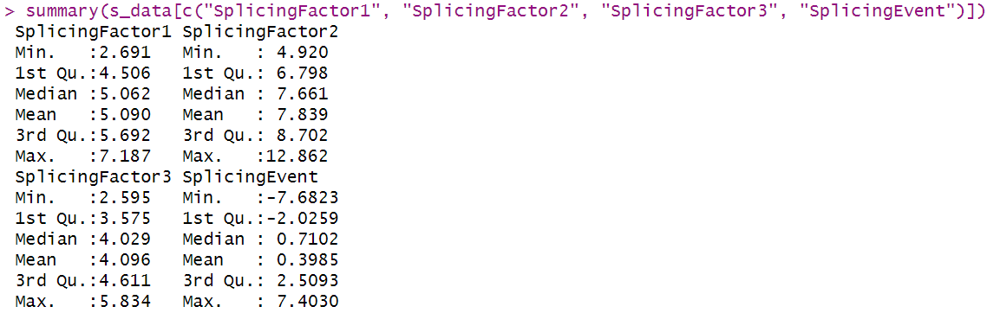 > summary(s_data[c("SplicingFactor1", "SplicingFactor2", "SplicingFactor3", "SplicingEvent")])
 SplicingFactor1 SplicingFactor2
 Min.   :2.691   Min.   : 4.920
 1st Qu.:4.506   1st Qu.: 6.798
 Median :5.062   Median : 7.661
 Mean   :5.090   Mean   : 7.839
 3rd Qu.:5.692   3rd Qu.: 8.702
 Max.   :7.187   Max.   :12.862
 SplicingFactor3 SplicingEvent
 Min.   :2.595   Min.   :-7.6823
 1st Qu.:3.575   1st Qu.:-2.0259
 Median :4.029   Median : 0.7102
 Mean   :4.096   Mean   : 0.3985
 3rd Qu.:4.611   3rd Qu.: 2.5093
 Max.   :5.834   Max.   : 7.4030